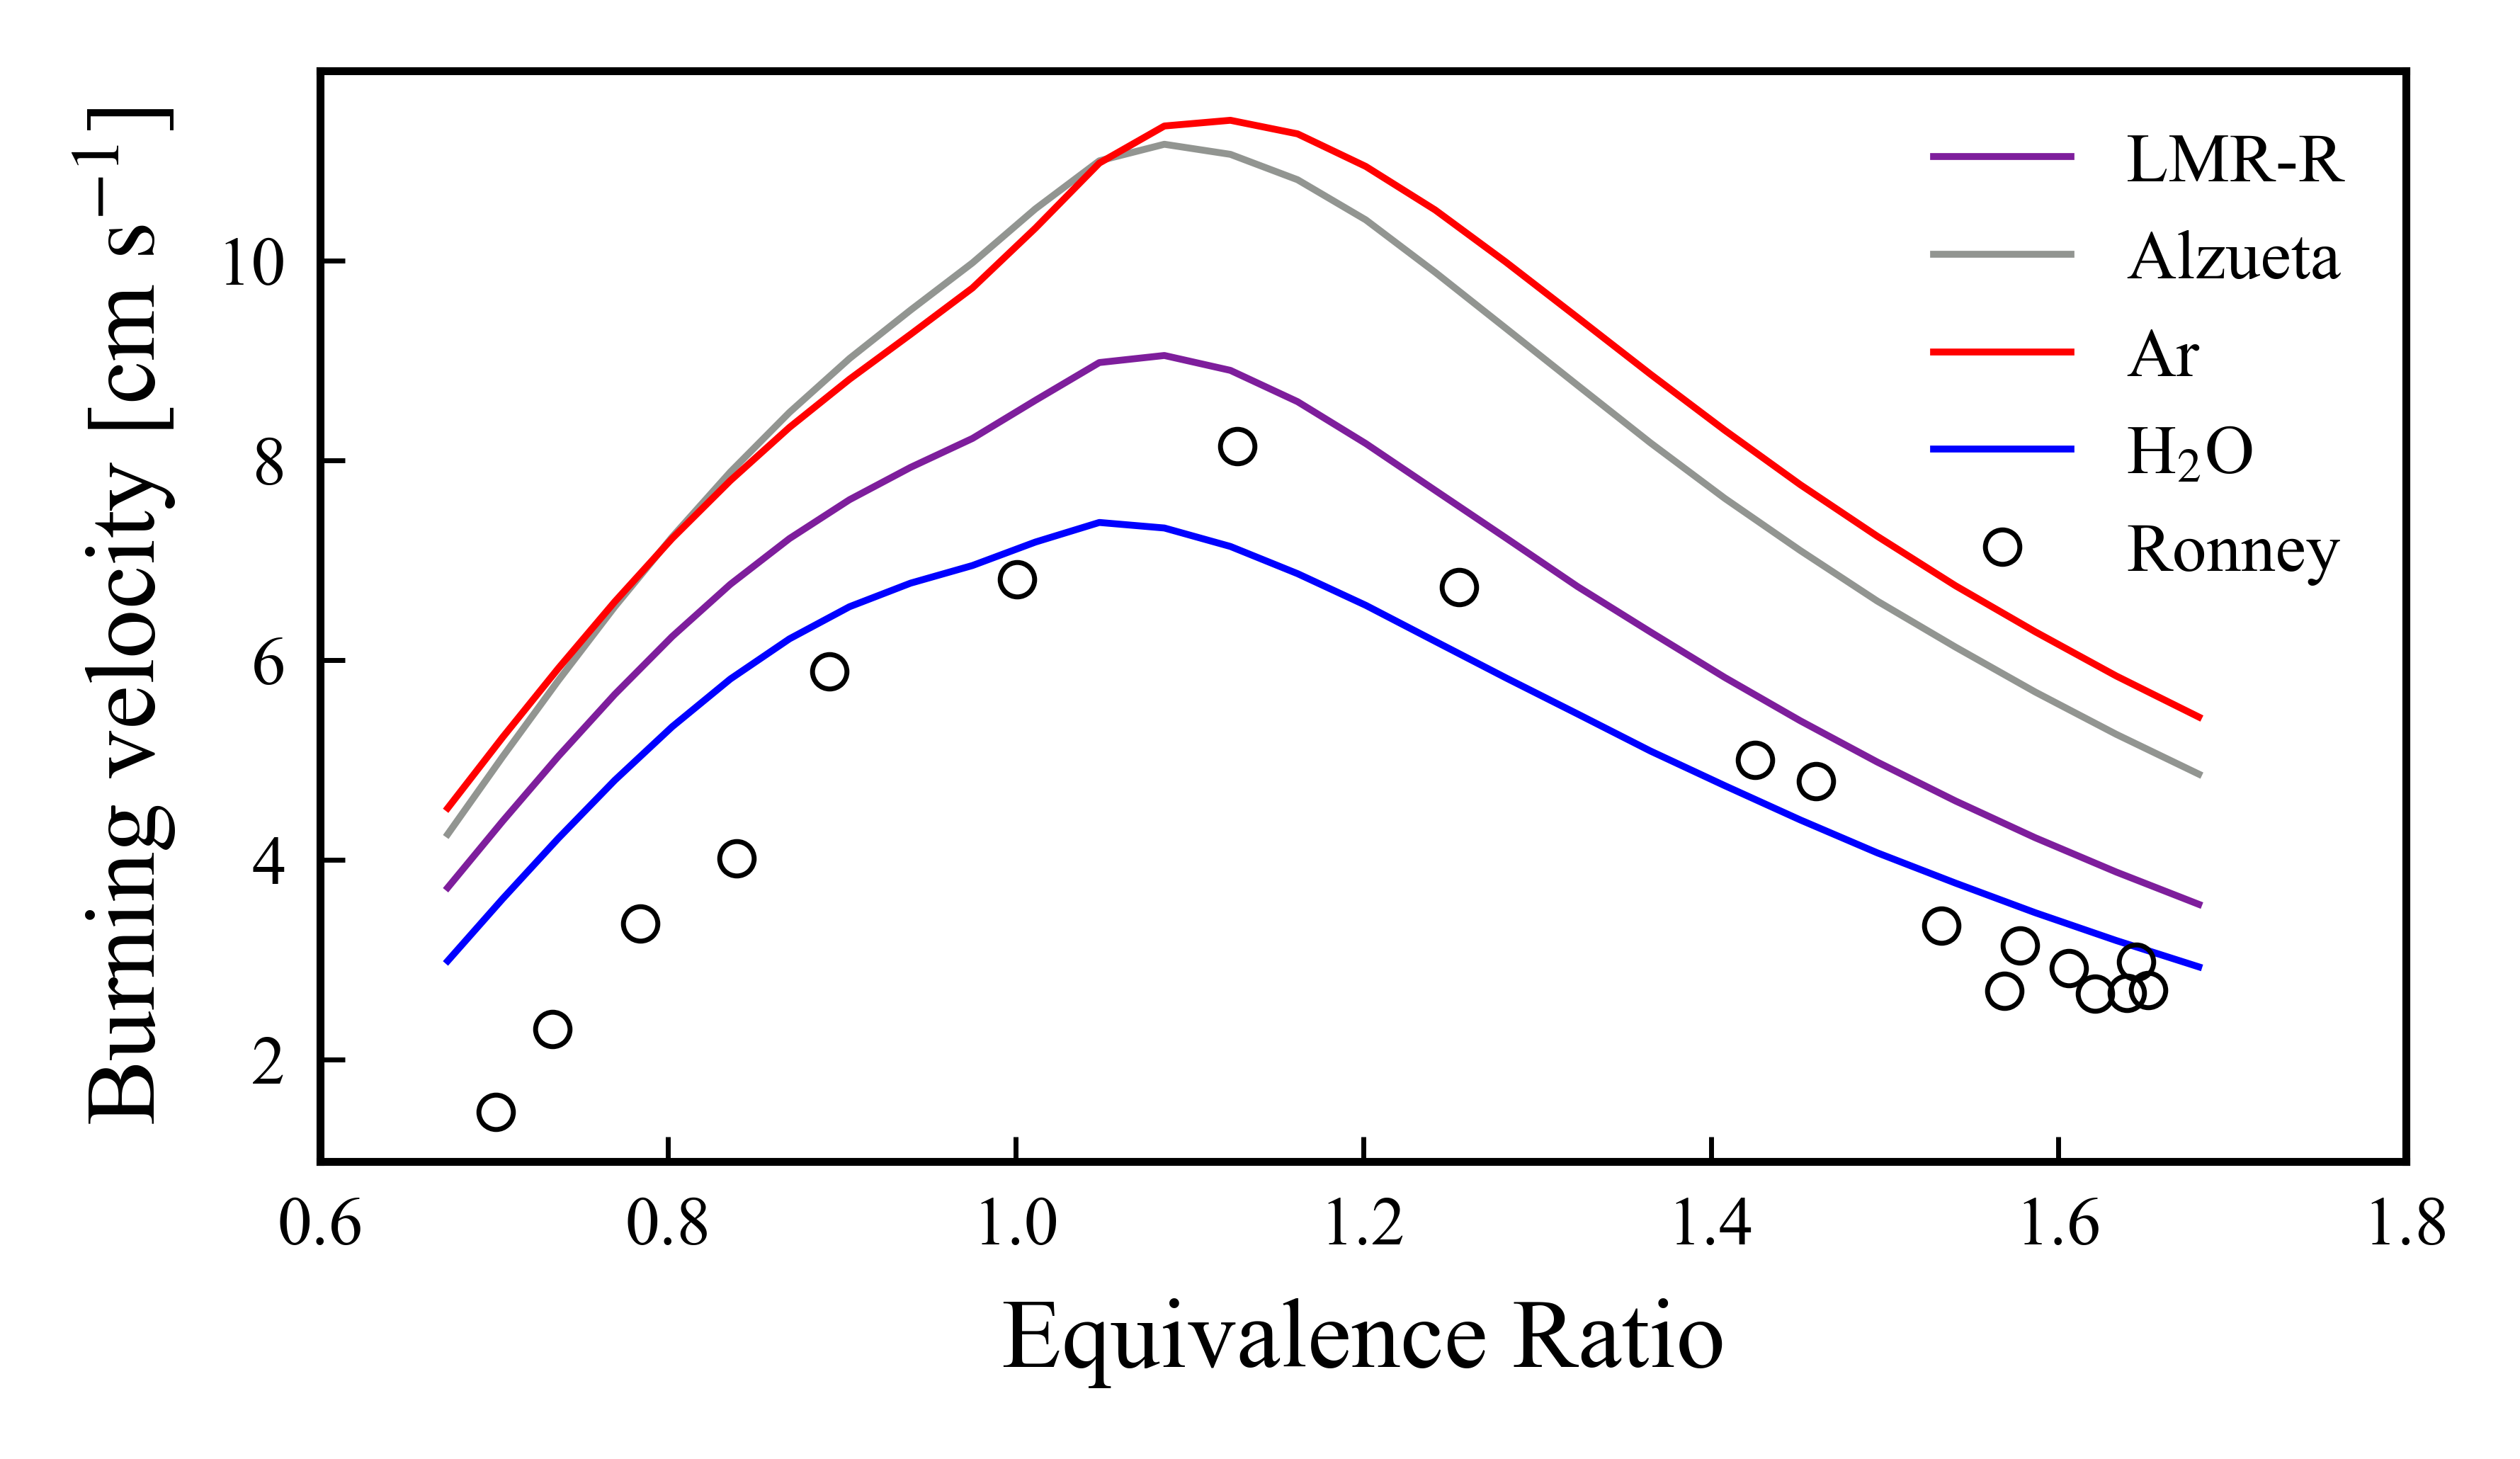 Burning velocity [cm s⁻¹]
10
8
6
4
2
LMR-R
Alzueta
Ar
H₂O
Ronney
0.6 0.8 1.0 1.2 1.4 1.6 1.8
Equivalence Ratio